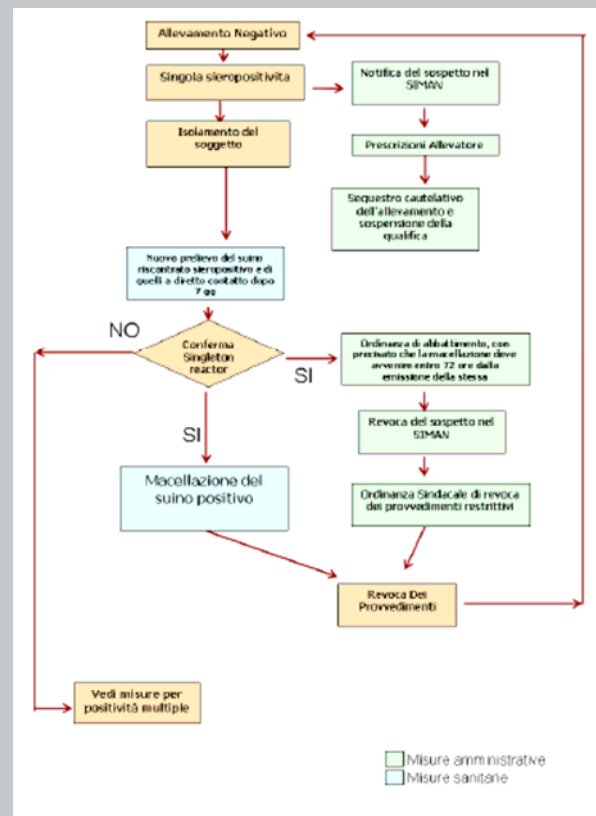 Allevamento Negativo
Singola sieropositivita
Notifica del sospetto nel
SIMAN
Isolamento del
soggetto
Prescrizioni Allevatore
Sequestro cautelativo
dell'allevamento e
sospensione della
qualifica
Nuovo prelievo del suino
riscontrato sieropositivo e di
quelli a diretto contatto dopo
7 gg
NO
Conferma
Singleton
reactor
SI
Ordinanza di abbattimento, con
precisato che la macellazione deve
avvenire entro 72 ore dalla
emissione della stessa
SI
Revoca del sospetto nel
SIMAN
Macellazione del
suino positivo
Ordinanza Sindacale di revoca
dei provvedimenti restrittivi
Revoca Dei
Provvedimenti
Vedi misure per
positività multiple
Misure amministrative
Misure sanitarie